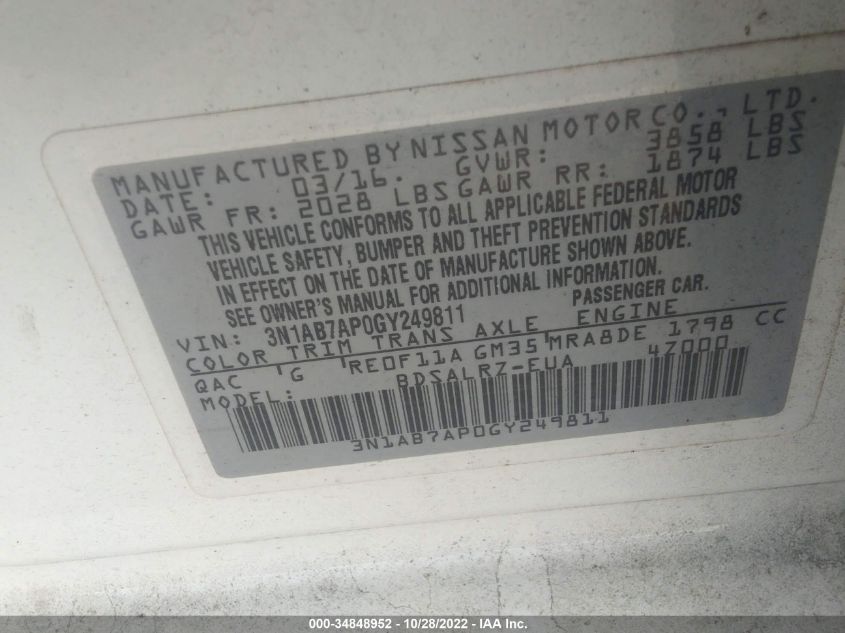 MANUFACTURED BY NISSAN MOTOR CO., LTD.
DATE: 03/16. GVWR: 3858 LBS
GAWR FR: 2028 LBS GAWR RR: 1874 LBS
THIS VEHICLE CONFORMS TO ALL APPLICABLE FEDERAL MOTOR
VEHICLE SAFETY, BUMPER AND THEFT PREVENTION STANDARDS
IN EFFECT ON THE DATE OF MANUFACTURE SHOWN ABOVE.
SEE OWNER'S MANUAL FOR ADDITIONAL INFORMATION.
VIN: 3N1AB7AP0GY249811 PASSENGER CAR.
COLOR TRIM TRANS AXLE ENGINE
QAC G RE0F11A GM35 MRA8DE 1798 CC
MODEL: BDSALRZ-EUA 47000
3N1AB7AP0GY249811
000-34848952 - 10/28/2022 - IAA Inc.